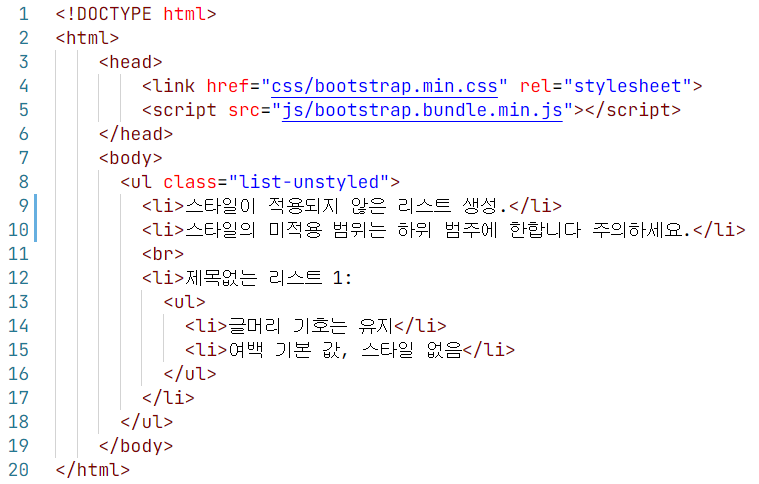 1 <!DOCTYPE html>
2 <html>
3 <head>
4 <link href="css/bootstrap.min.css" rel="stylesheet">
5 <script src="js/bootstrap.bundle.min.js"></script>
6 </head>
7 <body>
8 <ul class="list-unstyled">
9 <li>스타일이 적용되지 않은 리스트 생성.</li>
10 <li>스타일의 미적용 범위는 하위 범주에 한합니다 주의하세요.</li>
11 <br>
12 <li>제목없는 리스트 1:
13 <ul>
14 <li>글머리 기호는 유지</li>
15 <li>여백 기본 값, 스타일 없음</li>
16 </ul>
17 </li>
18 </ul>
19 </body>
20 </html>